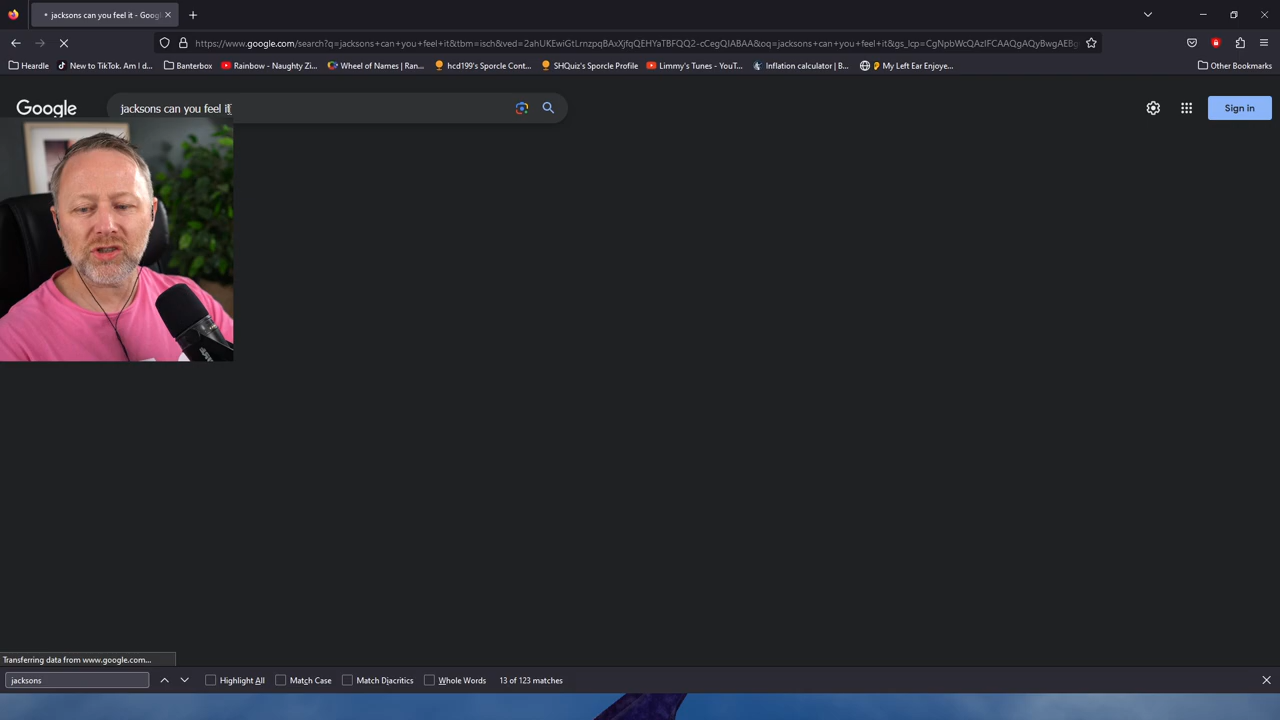 jacksons can you feel it - Goog
https://www.google.com/search?q=jacksons+can+you+feel+it&tbm=isch&ved=2ahUKEwiGtLrnzpqBAxXjfqQEHYaTBFQQ2-cCegQIABAA&oq=jacksons+can+you+feel+it&gs_lcp=CgNpbWcQAzIFCAAQgAQyBwgAEB
Heardle New to TikTok. Am I d... Banterbox Rainbow - Naughty Zi... Wheel of Names | Ran... hcd199's Sporcle Cont... SHQuiz's Sporcle Profile Limmy's Tunes - YouT... Inflation calculator | B... My Left Ear Enjoye... Other Bookmarks
Google jacksons can you feel it Sign in
Transferring data from www.google.com...
jacksons Highlight All Match Case Match Diacritics Whole Words 13 of 123 matches